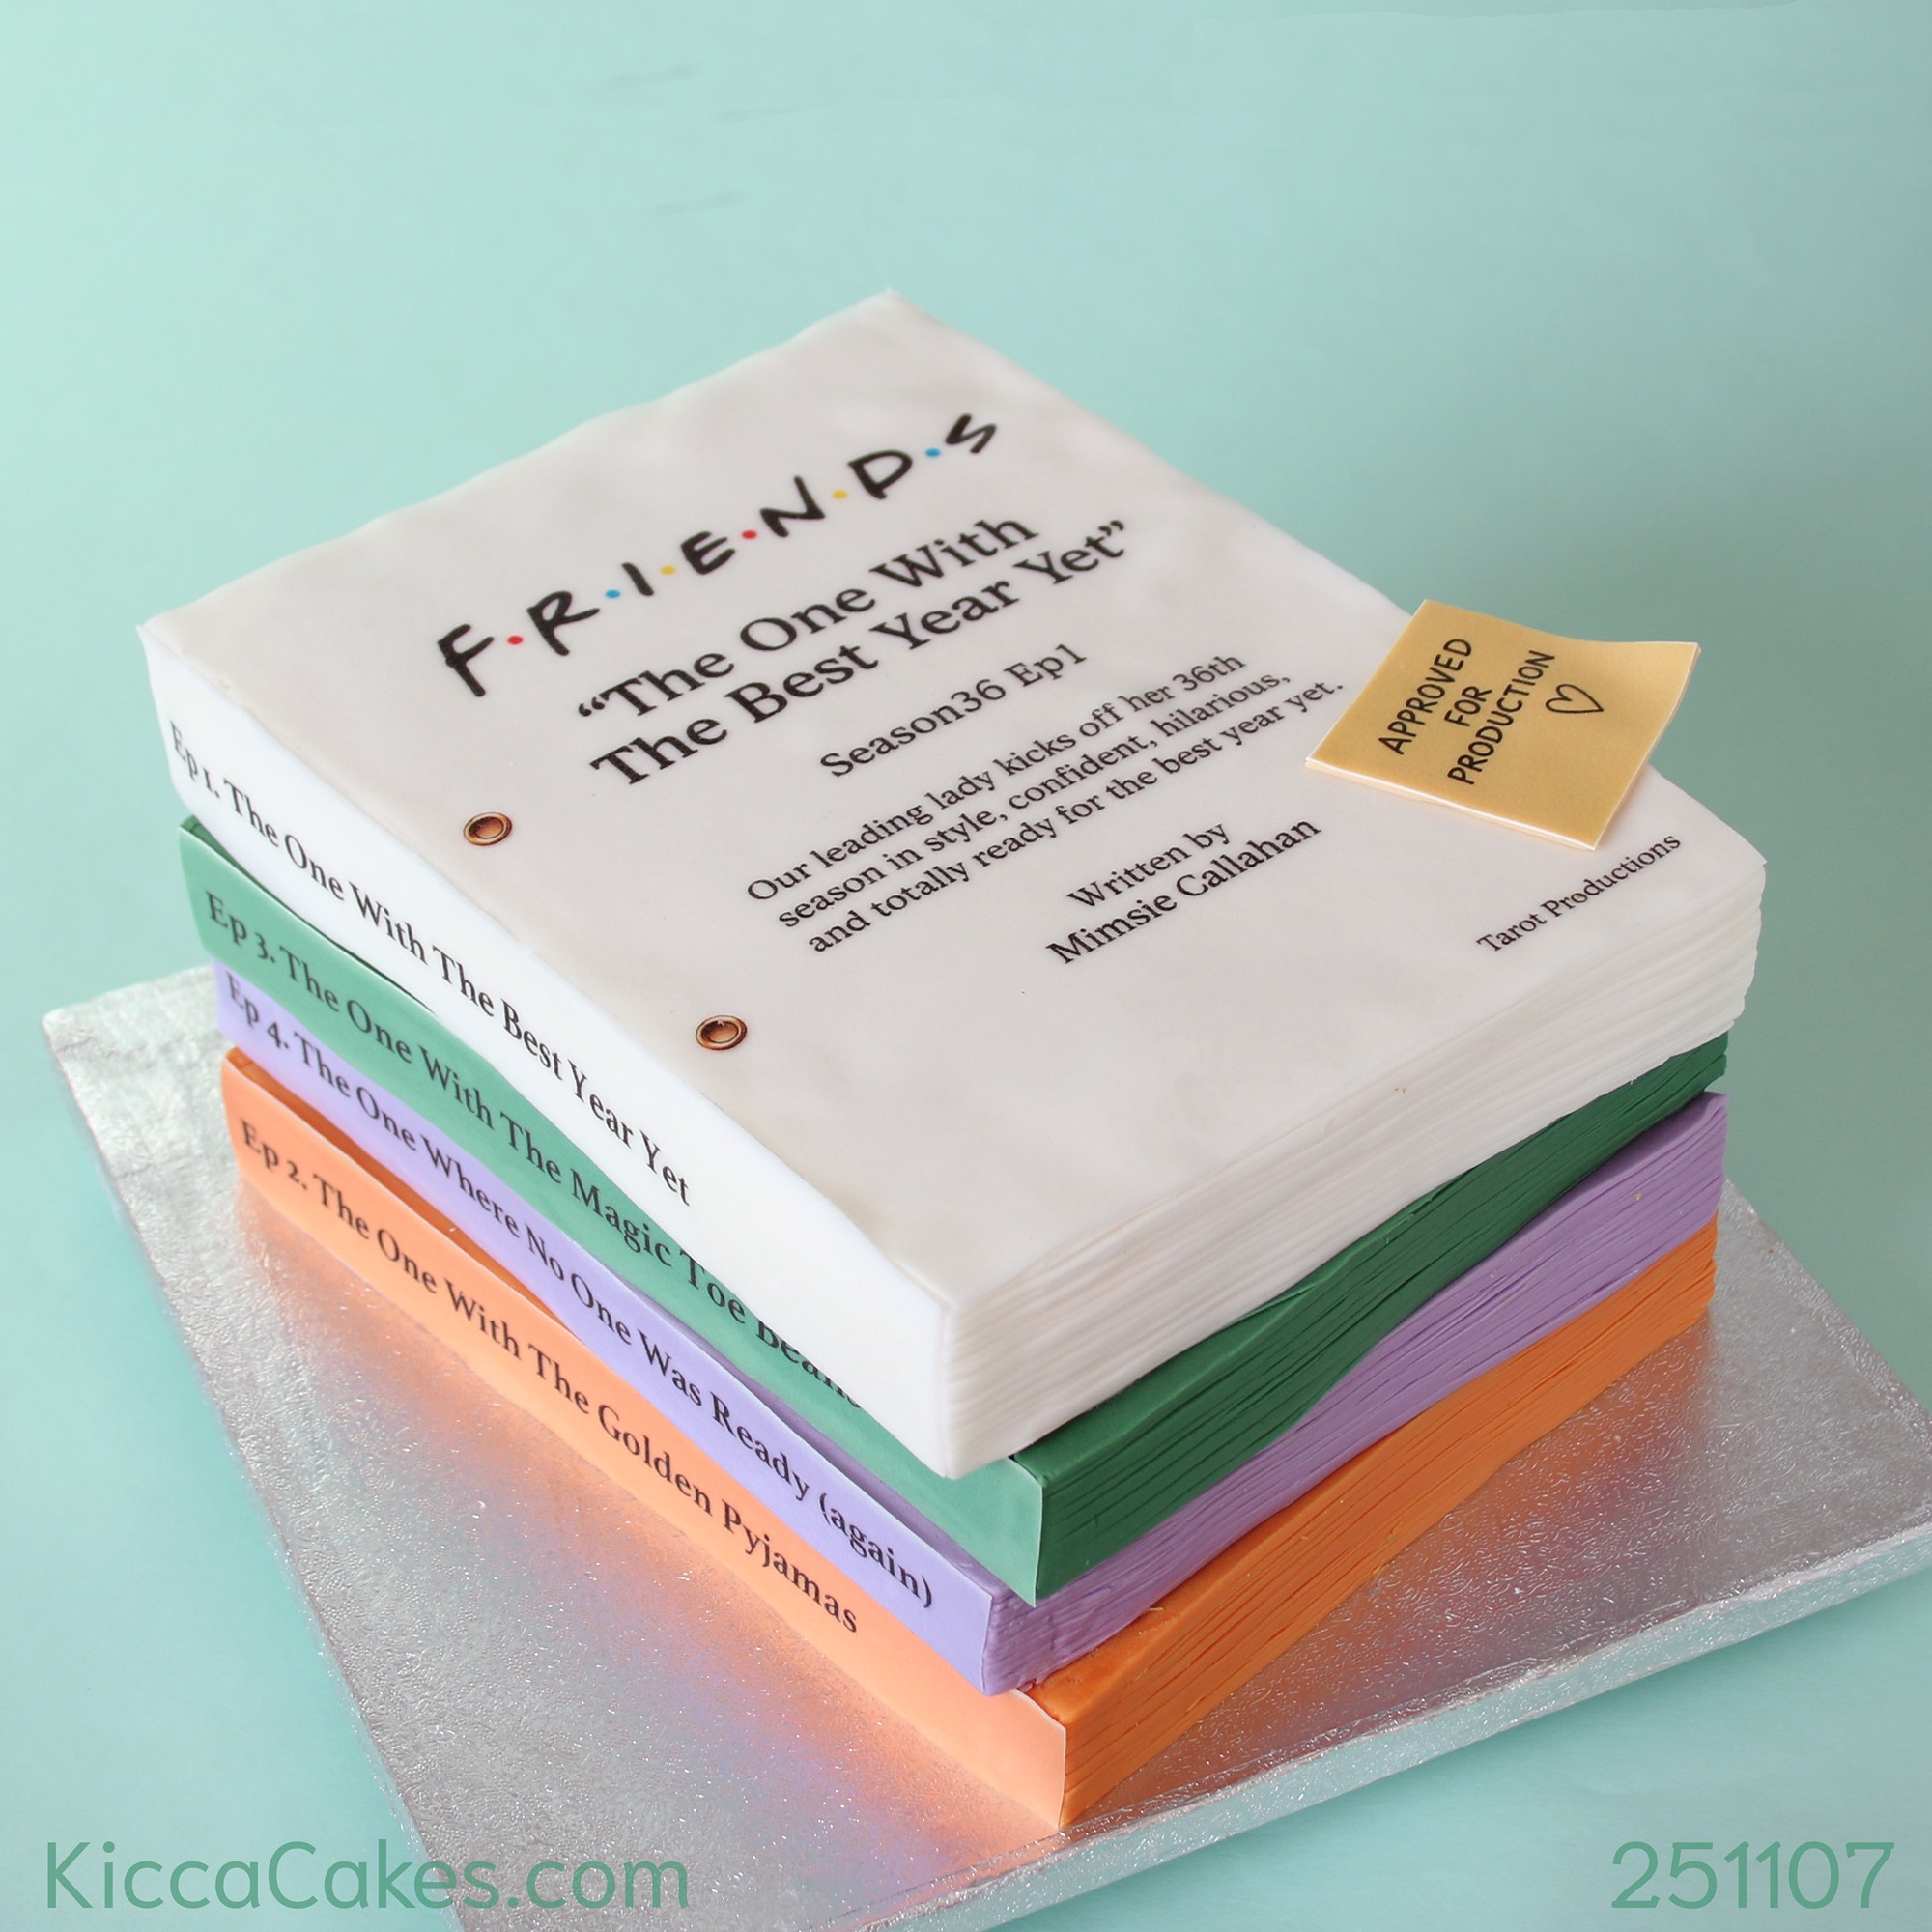 F•R•I•E•N•D•S
“The One With
The Best Year Yet”
Season36 Ep1
Our leading lady kicks off her 36th
season in style, confident, hilarious,
and totally ready for the best year yet.
Written by
Mimsie Callahan
Tarot Productions
APPROVED
FOR
PRODUCTION
Ep 1. The One With The Best Year Yet
Ep 3. The One With The Magic Toe Beans
Ep 4. The One Where No One Was Ready (again)
Ep 2. The One With The Golden Pyjamas
KiccaCakes.com
251107